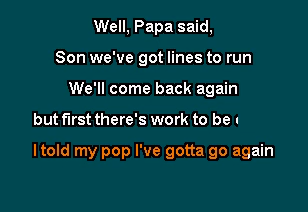 Well, Papa said,
Son we've got lines to run
We'll come back again
but first there's work to be
I told my pop I've gotta go again